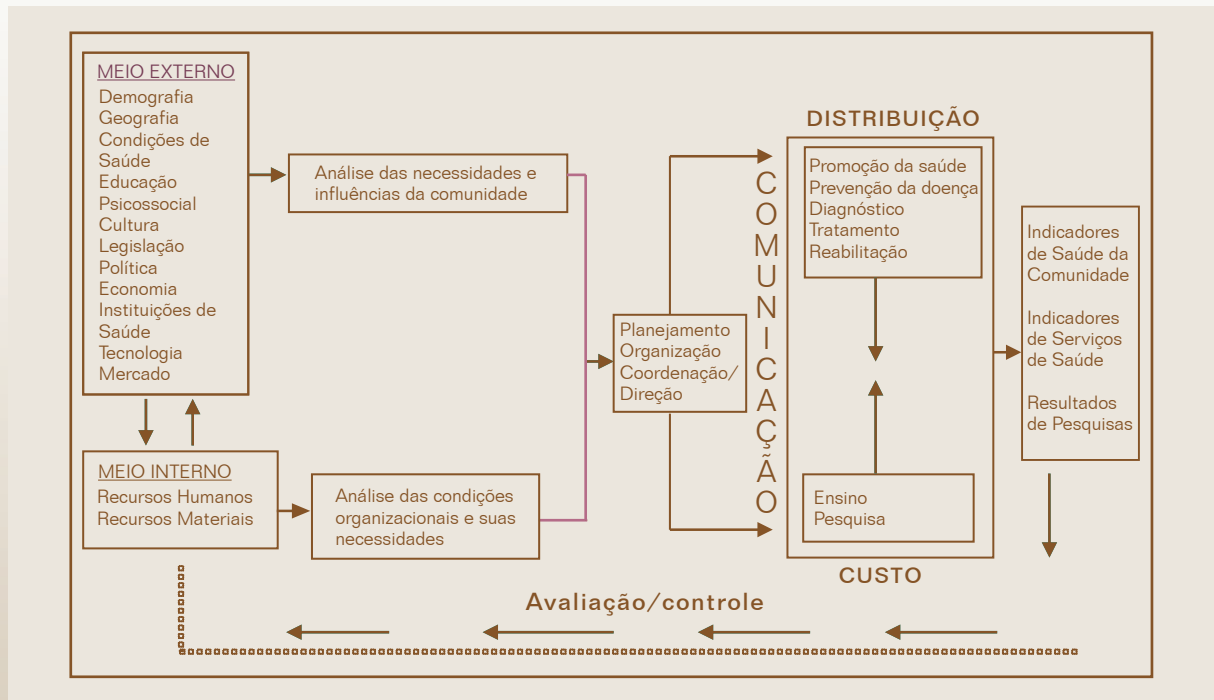 MEIO EXTERNO
Demografia
Geografia
Condições de
Saúde
Educação
Psicossocial
Cultura
Legislação
Política
Economia
Instituições de
Saúde
Tecnologia
Mercado
MEIO INTERNO
Recursos Humanos
Recursos Materiais
Análise das necessidades e
influências da comunidade
Análise das condições
organizacionais e suas
necessidades
Planejamento
Organização
Coordenação/
Direção
COMUNICAÇÃO
DISTRIBUIÇÃO
Promoção da saúde
Prevenção da doença
Diagnóstico
Tratamento
Reabilitação
Ensino
Pesquisa
CUSTO
Indicadores
de Saúde da
Comunidade
Indicadores
de Serviços
de Saúde
Resultados
de Pesquisas
Avaliação/controle